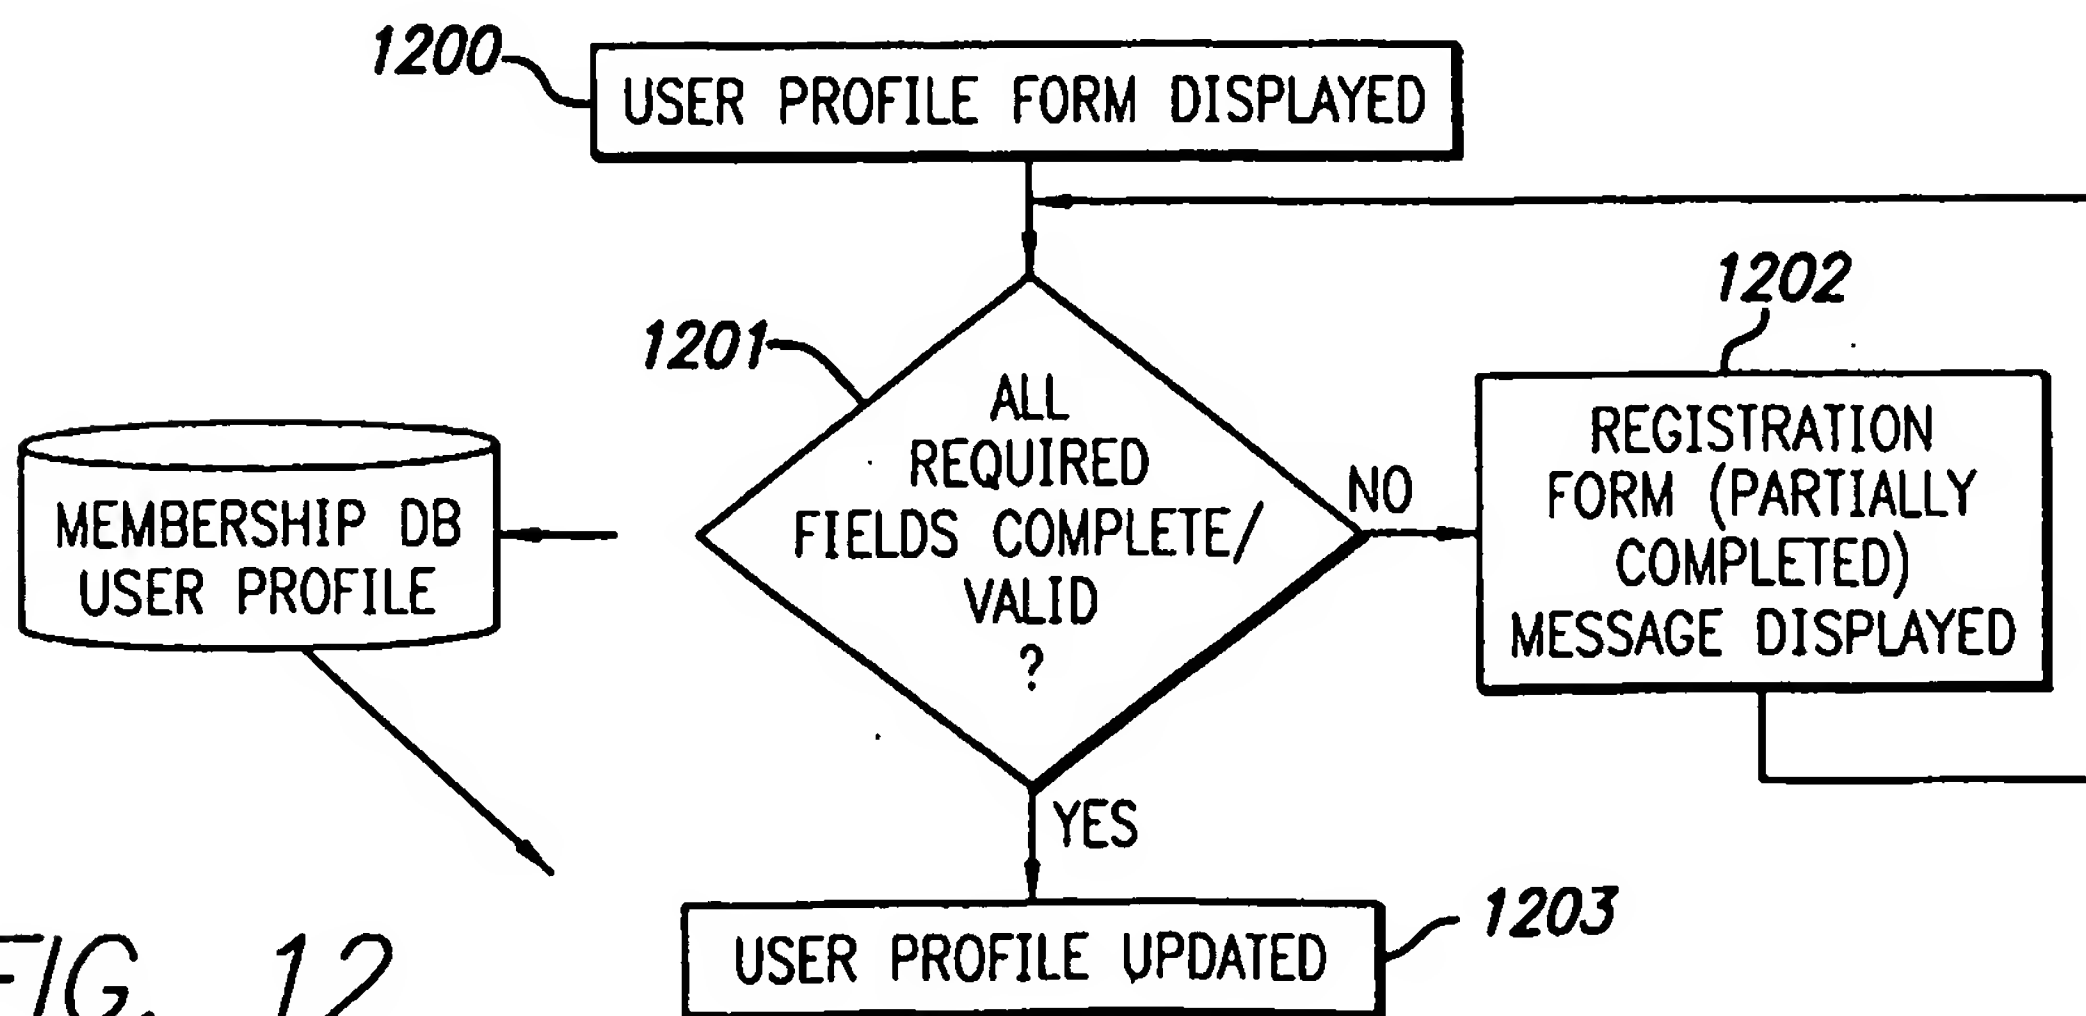 1200
USER PROFILE FORM DISPLAYED
1202
1201
ALL
REQUIRED
FIELDS COMPLETE/
VALID
?
NO
REGISTRATION
FORM (PARTIALLY
COMPLETED)
MESSAGE DISPLAYED
MEMBERSHIP DB
USER PROFILE
YES
1203
USER PROFILE UPDATED
FIG. 12